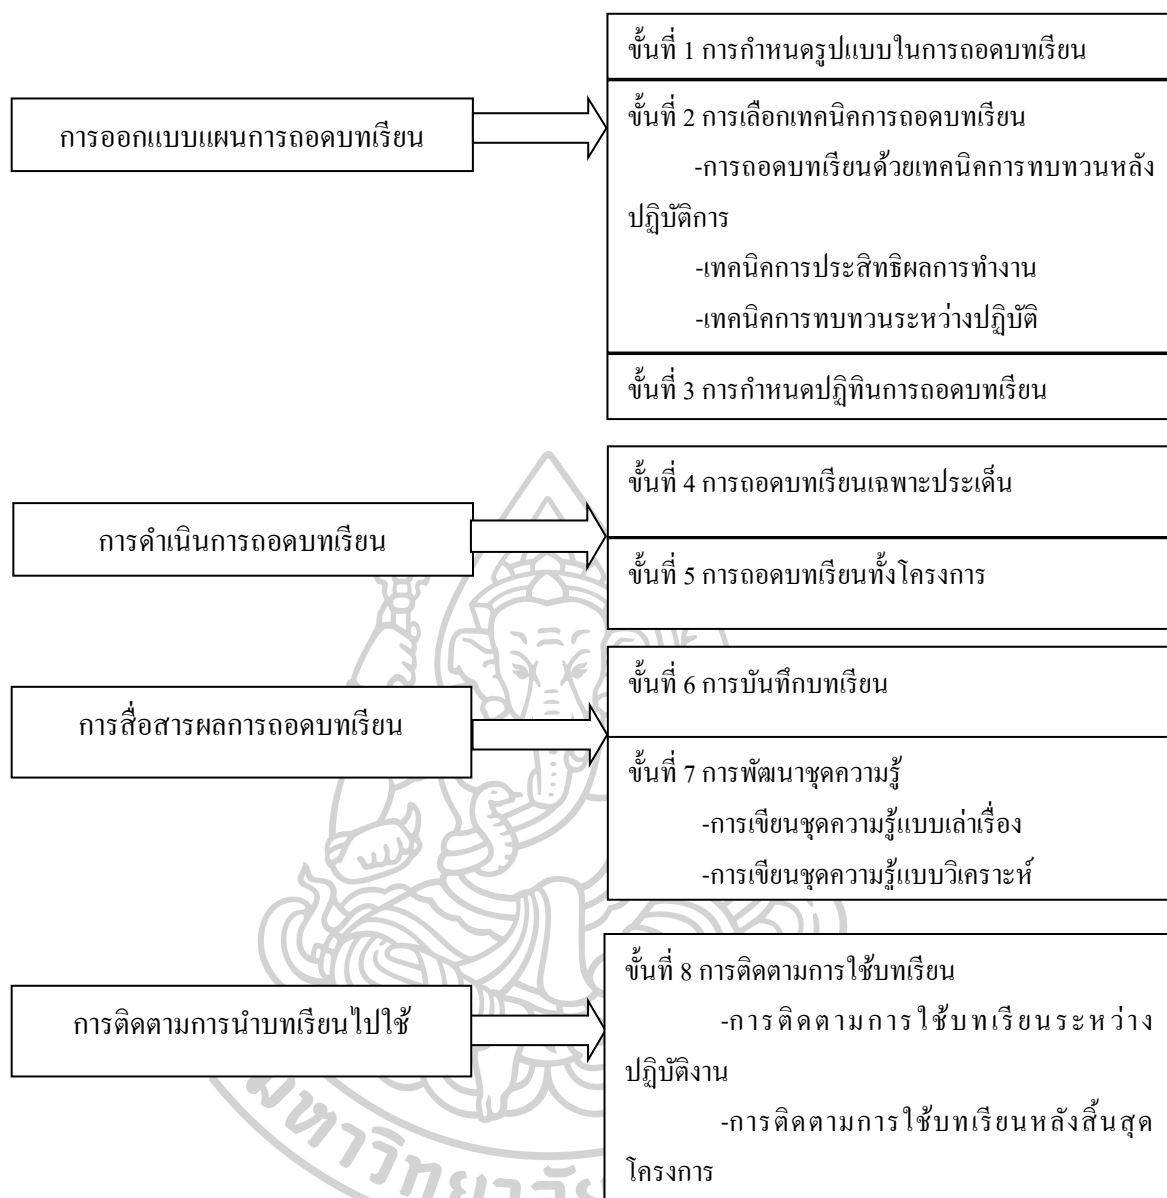 การออกแบบแผนการถอดบทเรียน
ขั้นที่ 1 การกำหนดรูปแบบในการถอดบทเรียน
ขั้นที่ 2 การเลือกเทคนิคการถอดบทเรียน
-การถอดบทเรียนด้วยเทคนิคการทบทวนหลัง
ปฏิบัติการ
-เทคนิคการประสิทธิผลการทำงาน
-เทคนิคการทบทวนระหว่างปฏิบัติ
ขั้นที่ 3 การกำหนดปฏิทินการถอดบทเรียน
การดำเนินการถอดบทเรียน
ขั้นที่ 4 การถอดบทเรียนเฉพาะประเด็น
ขั้นที่ 5 การถอดบทเรียนทั้งโครงการ
การสื่อสารผลการถอดบทเรียน
ขั้นที่ 6 การบันทึกบทเรียน
ขั้นที่ 7 การพัฒนาชุดความรู้
-การเขียนชุดความรู้แบบเล่าเรื่อง
-การเขียนชุดความรู้แบบวิเคราะห์
การติดตามการนำบทเรียนไปใช้
ขั้นที่ 8 การติดตามการใช้บทเรียน
-การติดตามการใช้บทเรียนระหว่าง
ปฏิบัติงาน
-การติดตามการใช้บทเรียนหลังสิ้นสุด
โครงการ